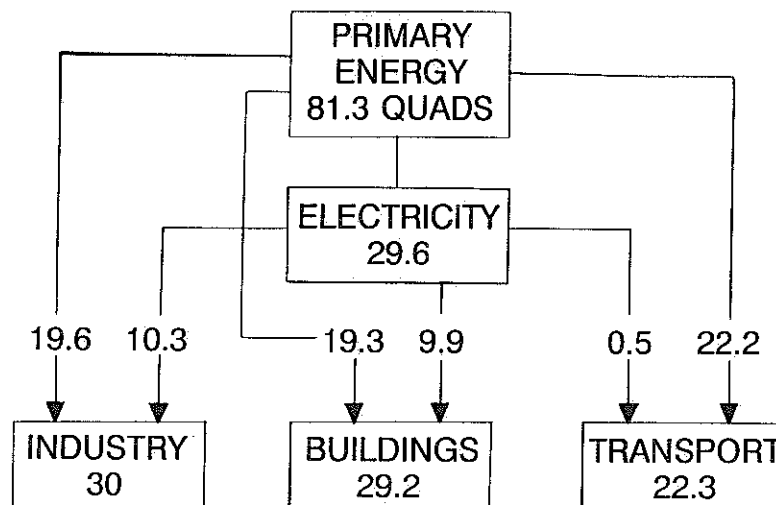 PRIMARY
ENERGY
81.3 QUADS
ELECTRICITY
29.6
19.6 10.3 19.3 9.9 0.5 22.2
INDUSTRY
30
BUILDINGS
29.2
TRANSPORT
22.3